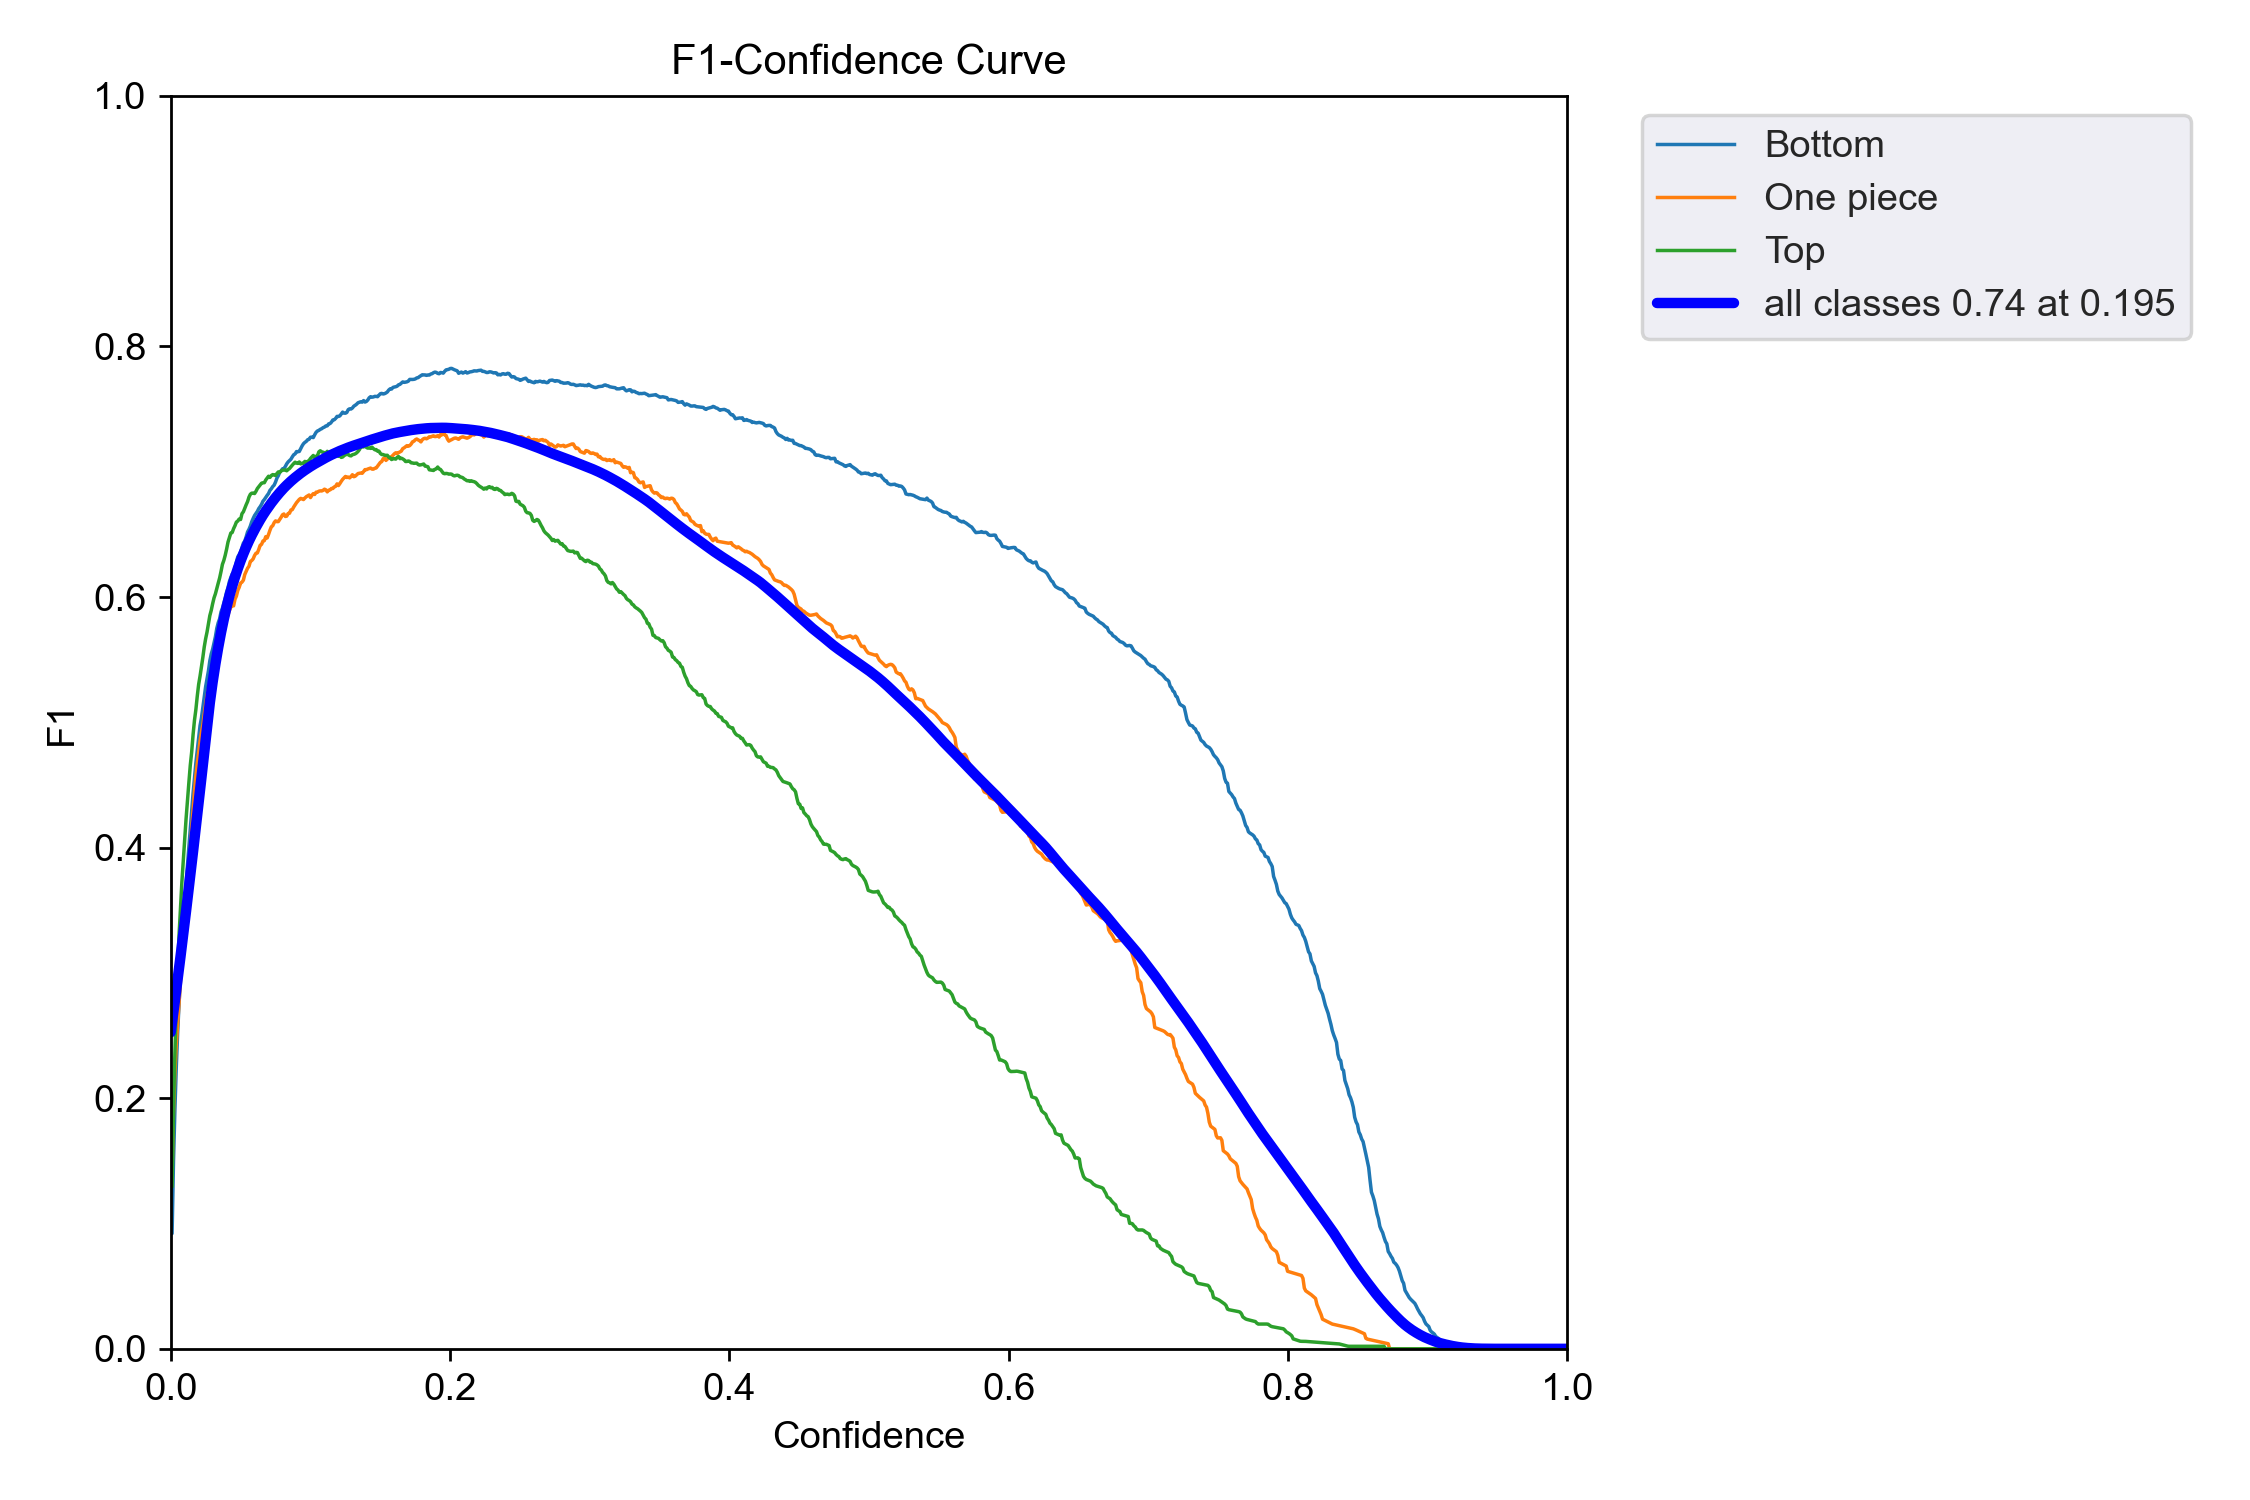 F1-Confidence Curve
1.0
0.8
0.6
0.4
0.2
0.0
F1
0.0 0.2 0.4 0.6 0.8 1.0
Confidence
Bottom
One piece
Top
all classes 0.74 at 0.195